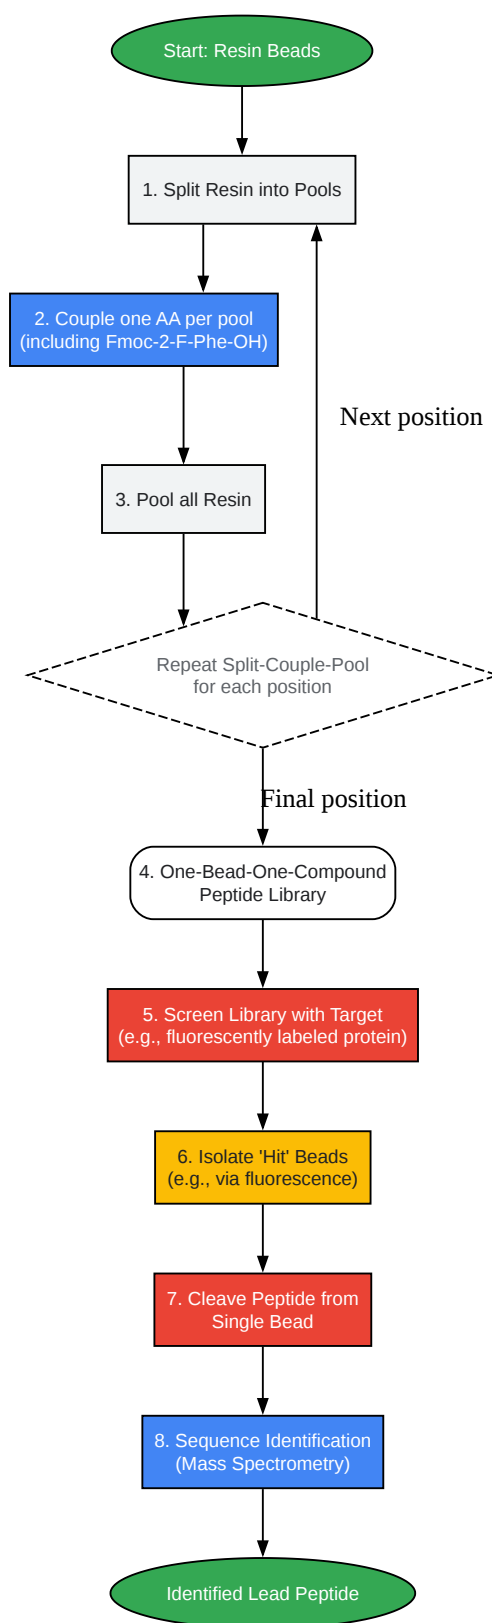 Start: Resin Beads
1. Split Resin into Pools
2. Couple one AA per pool
(including Fmoc-2-F-Phe-OH)
Next position
3. Pool all Resin
Repeat Split-Couple-Pool
for each position
Final position
4. One-Bead-One-Compound
Peptide Library
5. Screen Library with Target
(e.g., fluorescently labeled protein)
6. Isolate 'Hit' Beads
(e.g., via fluorescence)
7. Cleave Peptide from
Single Bead
8. Sequence Identification
(Mass Spectrometry)
Identified Lead Peptide